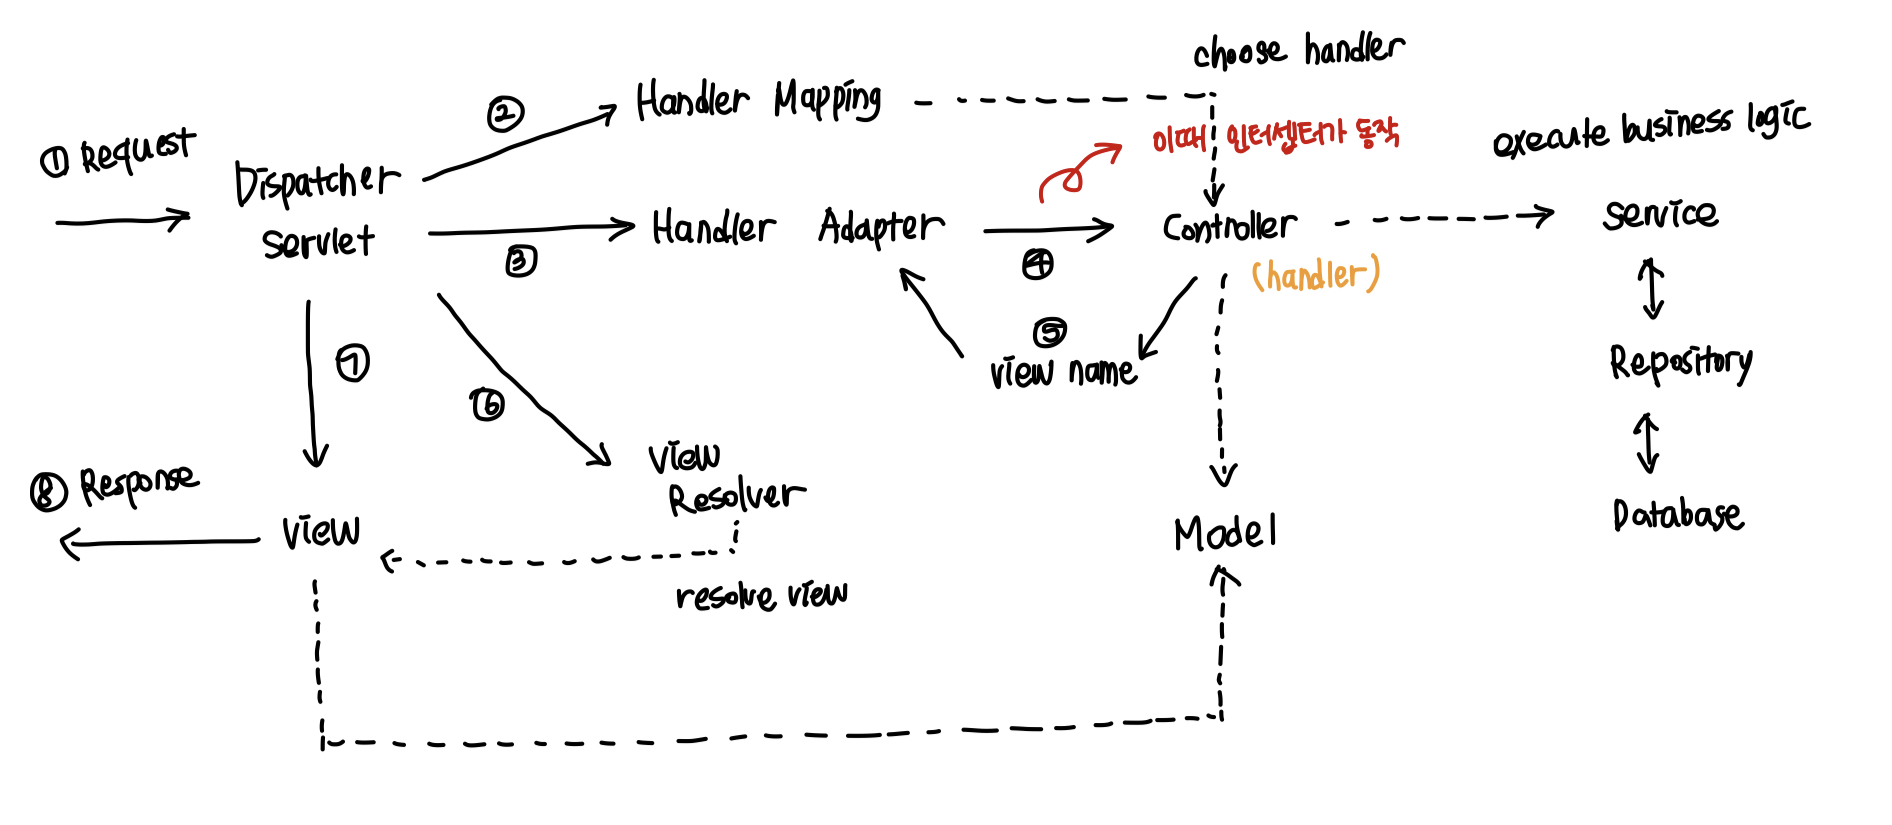 choose handler
② Handler Mapping
① Request
이때 인터셉터가 동작
execute business logic
Dispatcher
Servlet
③
Handler Adapter
④
Controller
(handler)
Service
⑤
view name
Repository
⑦
⑥
View
Resolver
⑧ Response
View
Model
Database
resolve view